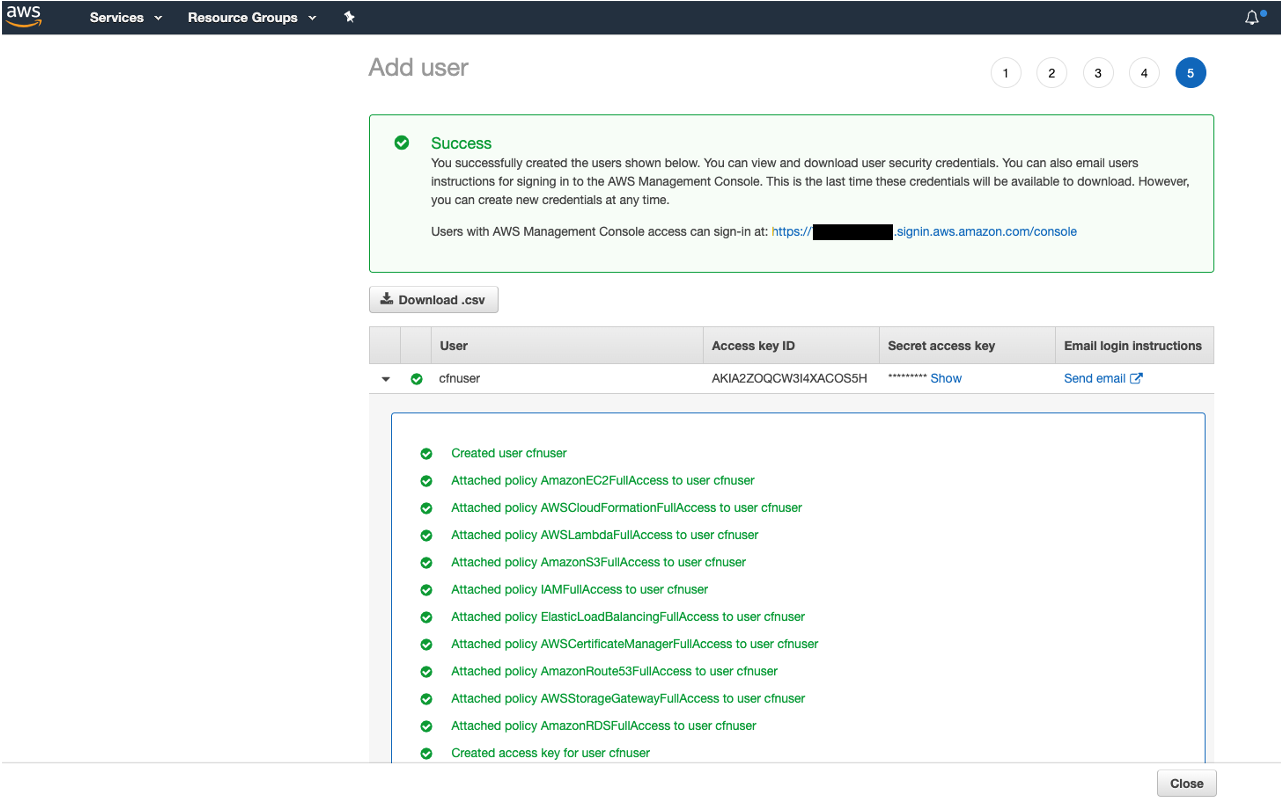 aws Services Resource Groups
Add user 1 2 3 4 5
Success
You successfully created the users shown below. You can view and download user security credentials. You can also email users
instructions for signing in to the AWS Management Console. This is the last time these credentials will be available to download. However,
you can create new credentials at any time.
Users with AWS Management Console access can sign-in at: https:// .signin.aws.amazon.com/console
Download .csv
User Access key ID Secret access key Email login instructions
cfnuser AKIA2ZOQCW3I4XACOS5H ********* Show Send email
Created user cfnuser
Attached policy AmazonEC2FullAccess to user cfnuser
Attached policy AWSCloudFormationFullAccess to user cfnuser
Attached policy AWSLambdaFullAccess to user cfnuser
Attached policy AmazonS3FullAccess to user cfnuser
Attached policy IAMFullAccess to user cfnuser
Attached policy ElasticLoadBalancingFullAccess to user cfnuser
Attached policy AWSCertificateManagerFullAccess to user cfnuser
Attached policy AmazonRoute53FullAccess to user cfnuser
Attached policy AWSStorageGatewayFullAccess to user cfnuser
Attached policy AmazonRDSFullAccess to user cfnuser
Created access key for user cfnuser
Close